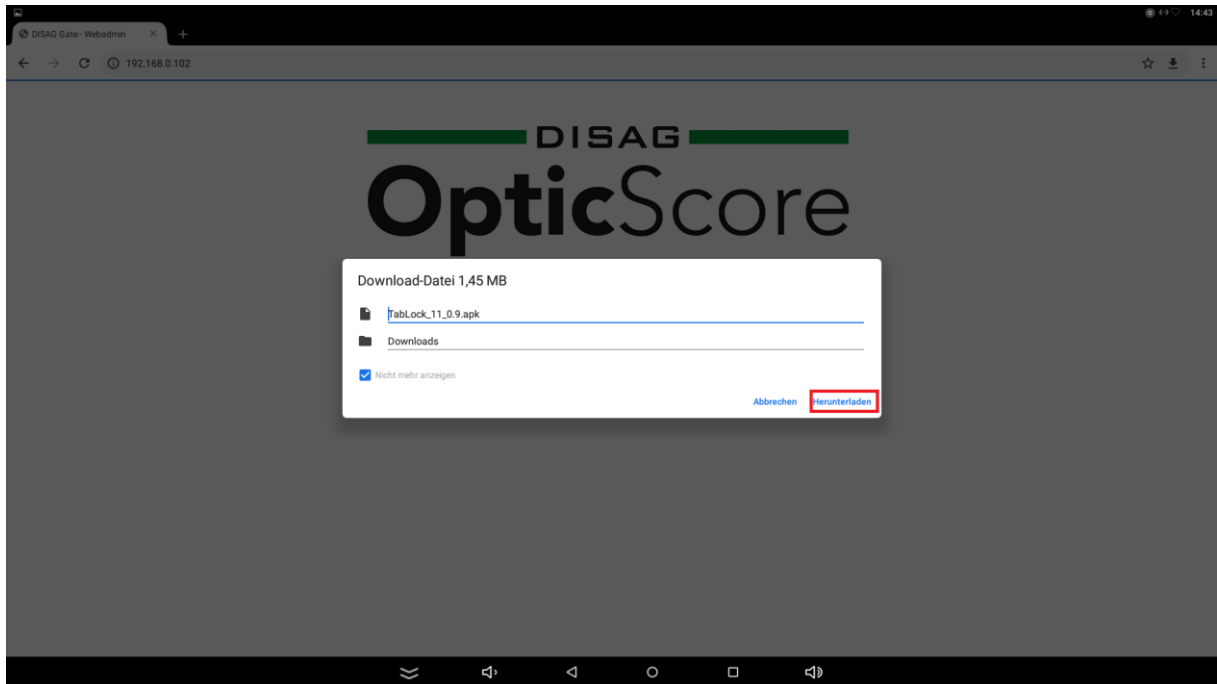 14:43
DISAG Gate - Webadmin
192.168.0.102
DISAG
OpticScore
Download-Datei 1,45 MB
TabLock_11_0.9.apk
Downloads
Nicht mehr anzeigen
Abbrechen Herunterladen